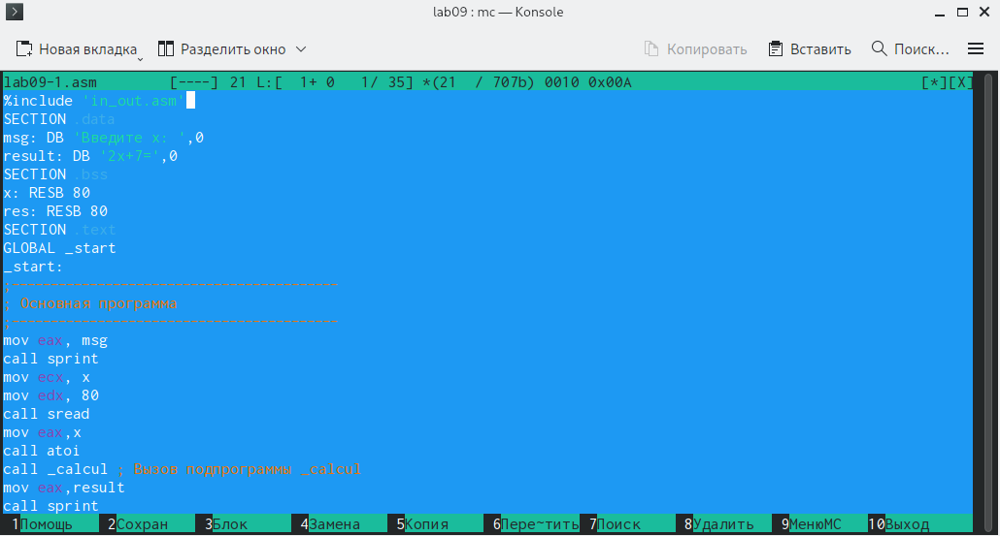 lab09 : mc — Konsole
Новая вкладка Разделить окно Копировать Вставить Поиск...
lab09-1.asm [----] 21 L:[ 1+ 0 1/ 35] *(21 / 707b) 0010 0x00A [*][X]
%include 'in_out.asm'
SECTION .data
msg: DB 'Введите x: ',0
result: DB '2x+7=',0
SECTION .bss
x: RESB 80
res: RESB 80
SECTION .text
GLOBAL _start
_start:
;------------------------------------------
; Основная программа
;------------------------------------------
mov eax, msg
call sprint
mov ecx, x
mov edx, 80
call sread
mov eax,x
call atoi
call _calcul ; Вызов подпрограммы _calcul
mov eax,result
call sprint
1Помощь 2Сохран 3Блок 4Замена 5Копия 6Пере~тить 7Поиск 8Удалить 9МенюMC 10Выход